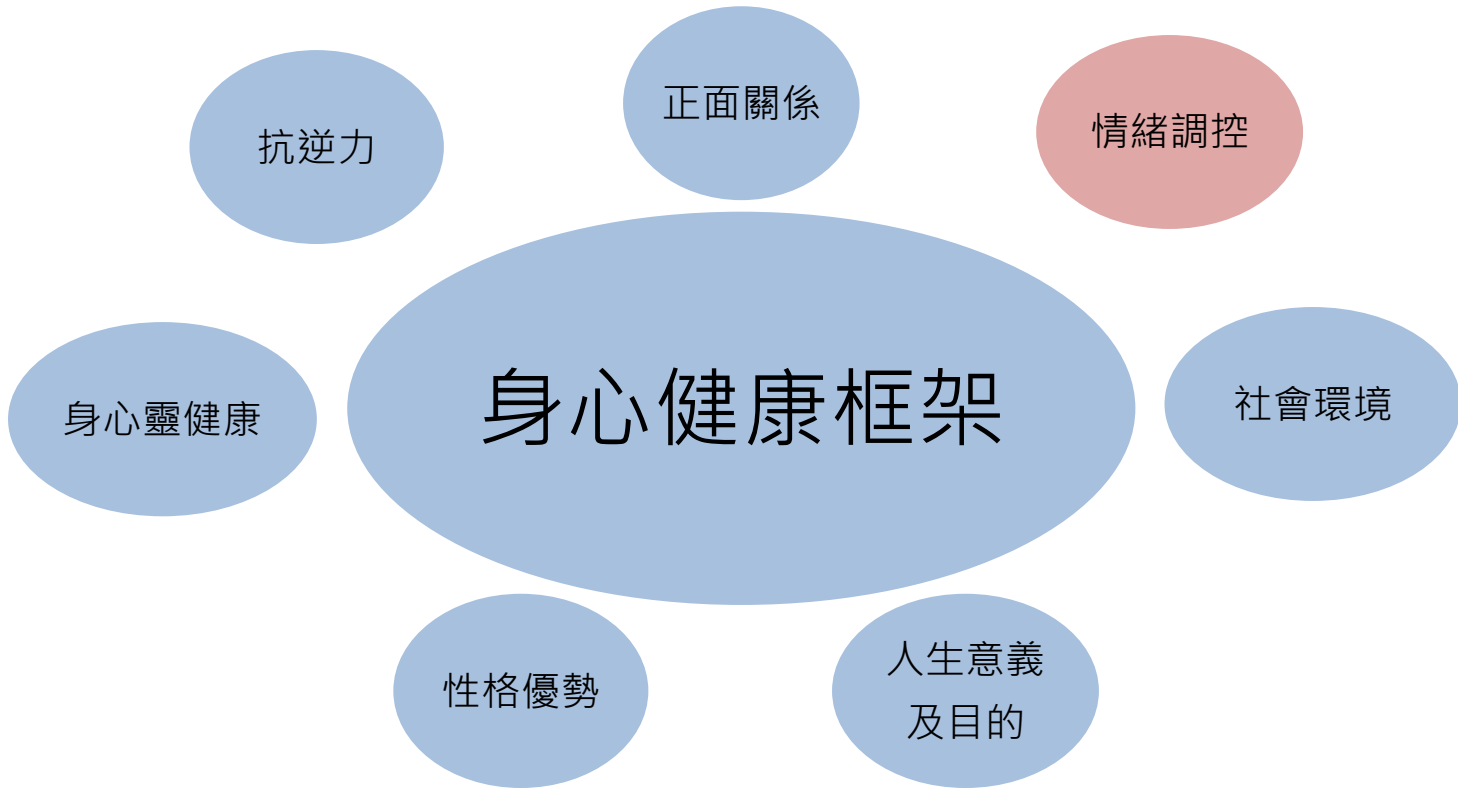 正面關係
情緒調控
抗逆力
身心健康框架
社會環境
身心靈健康
性格優勢
人生意義
及目的